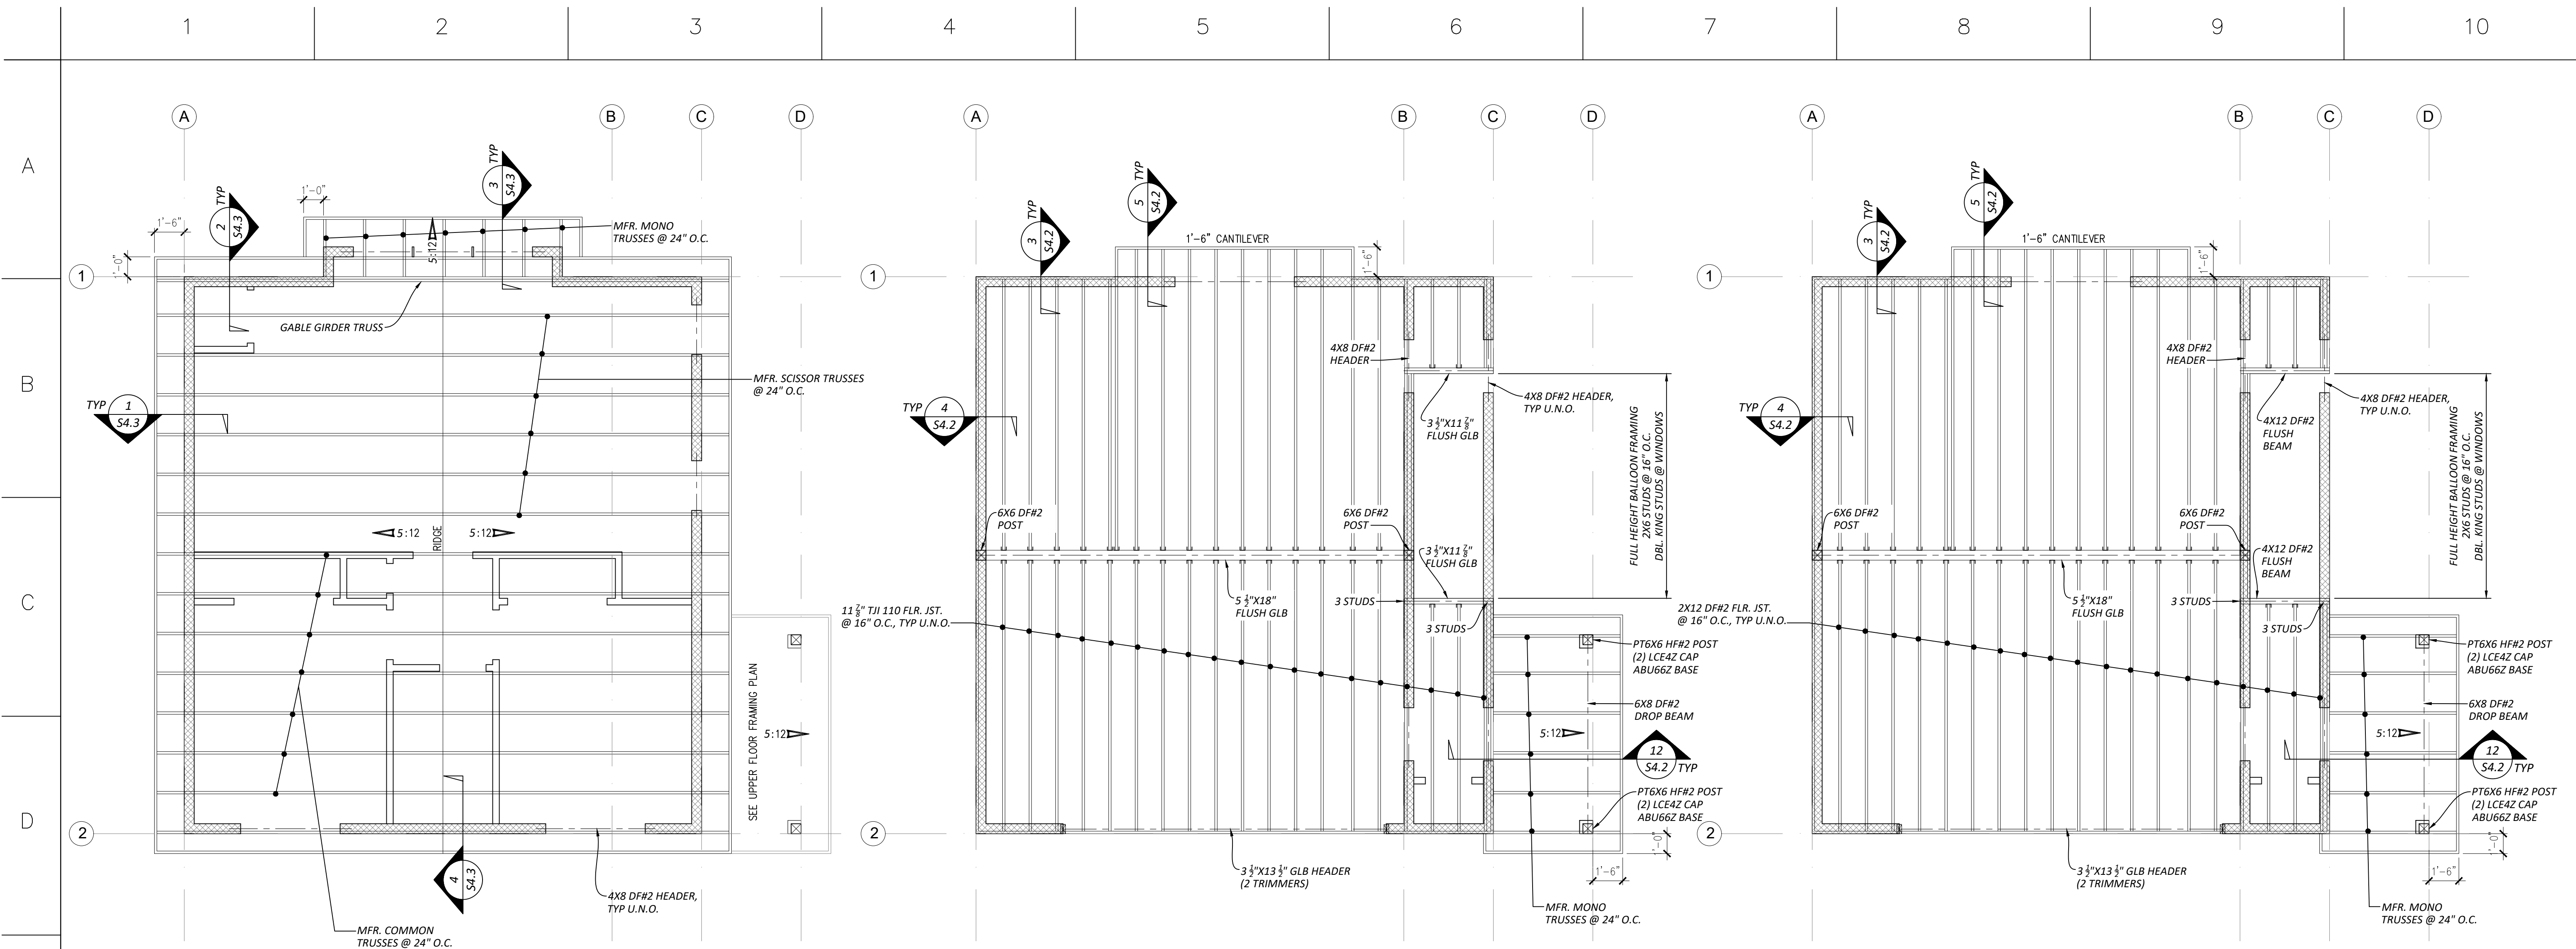 1 2 3 4 5 6 7 8 9 10
A
B
C
D
A B C D
1
2
TYP
2
S4.3
TYP
3
S4.3
1'-0"
1'-6"
1'-0"
5:12
MFR. MONO
TRUSSES @ 24" O.C.
GABLE GIRDER TRUSS
MFR. SCISSOR TRUSSES
@ 24" O.C.
TYP
1
S4.3
5:12
RIDGE
5:12
SEE UPPER FLOOR FRAMING PLAN
5:12
4
S4.3
4X8 DF#2 HEADER,
TYP U.N.O.
MFR. COMMON
TRUSSES @ 24" O.C.
A B C D
1
2
TYP
3
S4.2
TYP
5
S4.2
1'-6" CANTILEVER
1'-6"
4X8 DF#2
HEADER
4X8 DF#2 HEADER,
TYP U.N.O.
3 1/2"X11 7/8"
FLUSH GLB
FULL HEIGHT BALLOON FRAMING
2X6 STUDS @ 16" O.C.
DBL. KING STUDS @ WINDOWS
TYP
4
S4.2
6X6 DF#2
POST
6X6 DF#2
POST
3 1/2"X11 7/8"
FLUSH GLB
5 1/2"X18"
FLUSH GLB
3 STUDS
3 STUDS
11 7/8" TJI 110 FLR. JST.
@ 16" O.C., TYP U.N.O.
PT6X6 HF#2 POST
(2) LCE4Z CAP
ABU66Z BASE
6X8 DF#2
DROP BEAM
5:12
12
S4.2
TYP
PT6X6 HF#2 POST
(2) LCE4Z CAP
ABU66Z BASE
1'-0"
1'-6"
3 1/2"X13 1/2" GLB HEADER
(2 TRIMMERS)
MFR. MONO
TRUSSES @ 24" O.C.
A B C D
1
2
TYP
3
S4.2
TYP
5
S4.2
1'-6" CANTILEVER
1'-6"
4X8 DF#2
HEADER
4X8 DF#2 HEADER,
TYP U.N.O.
4X12 DF#2
FLUSH
BEAM
FULL HEIGHT BALLOON FRAMING
2X6 STUDS @ 16" O.C.
DBL. KING STUDS @ WINDOWS
TYP
4
S4.2
6X6 DF#2
POST
6X6 DF#2
POST
4X12 DF#2
FLUSH
BEAM
5 1/2"X18"
FLUSH GLB
3 STUDS
3 STUDS
2X12 DF#2 FLR. JST.
@ 16" O.C., TYP U.N.O.
PT6X6 HF#2 POST
(2) LCE4Z CAP
ABU66Z BASE
6X8 DF#2
DROP BEAM
5:12
12
S4.2
TYP
PT6X6 HF#2 POST
(2) LCE4Z CAP
ABU66Z BASE
1'-0"
1'-6"
3 1/2"X13 1/2" GLB HEADER
(2 TRIMMERS)
MFR. MONO
TRUSSES @ 24" O.C.